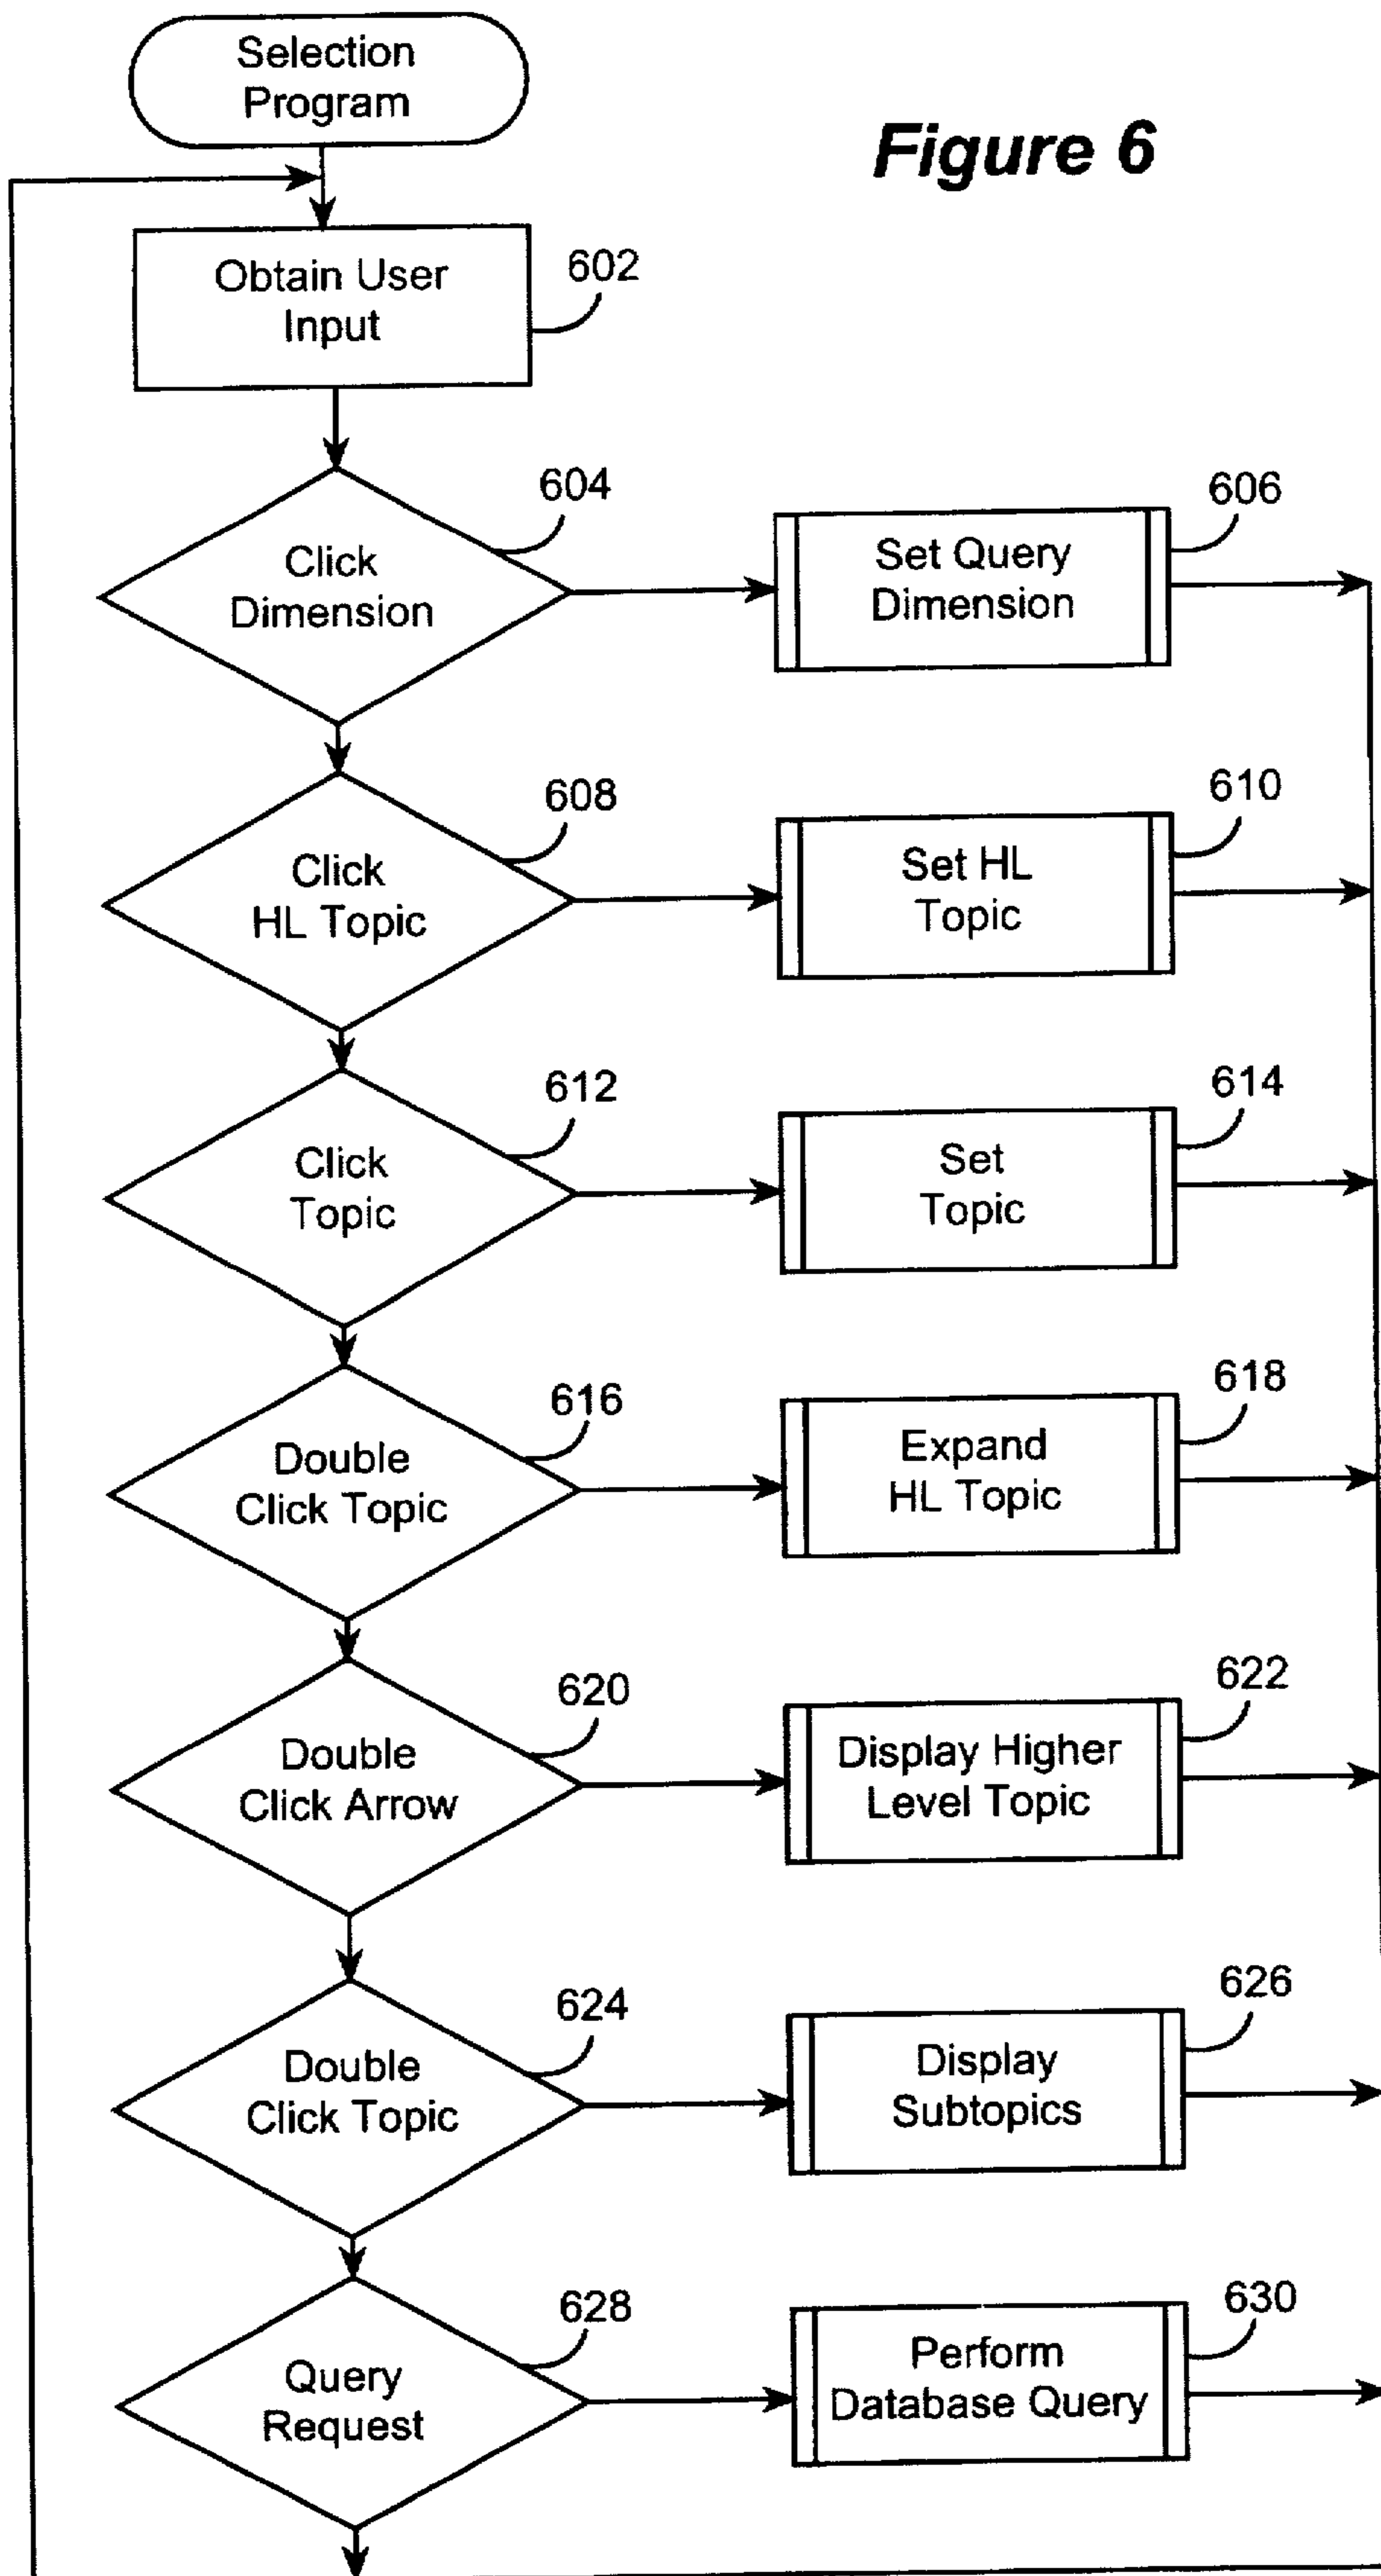 Selection
Program
Figure 6
Obtain User
Input
602
Click
Dimension
604
Set Query
Dimension
606
Click
HL Topic
608
Set HL
Topic
610
Click
Topic
612
Set
Topic
614
Double
Click Topic
616
Expand
HL Topic
618
Double
Click Arrow
620
Display Higher
Level Topic
622
Double
Click Topic
624
Display
Subtopics
626
Query
Request
628
Perform
Database Query
630